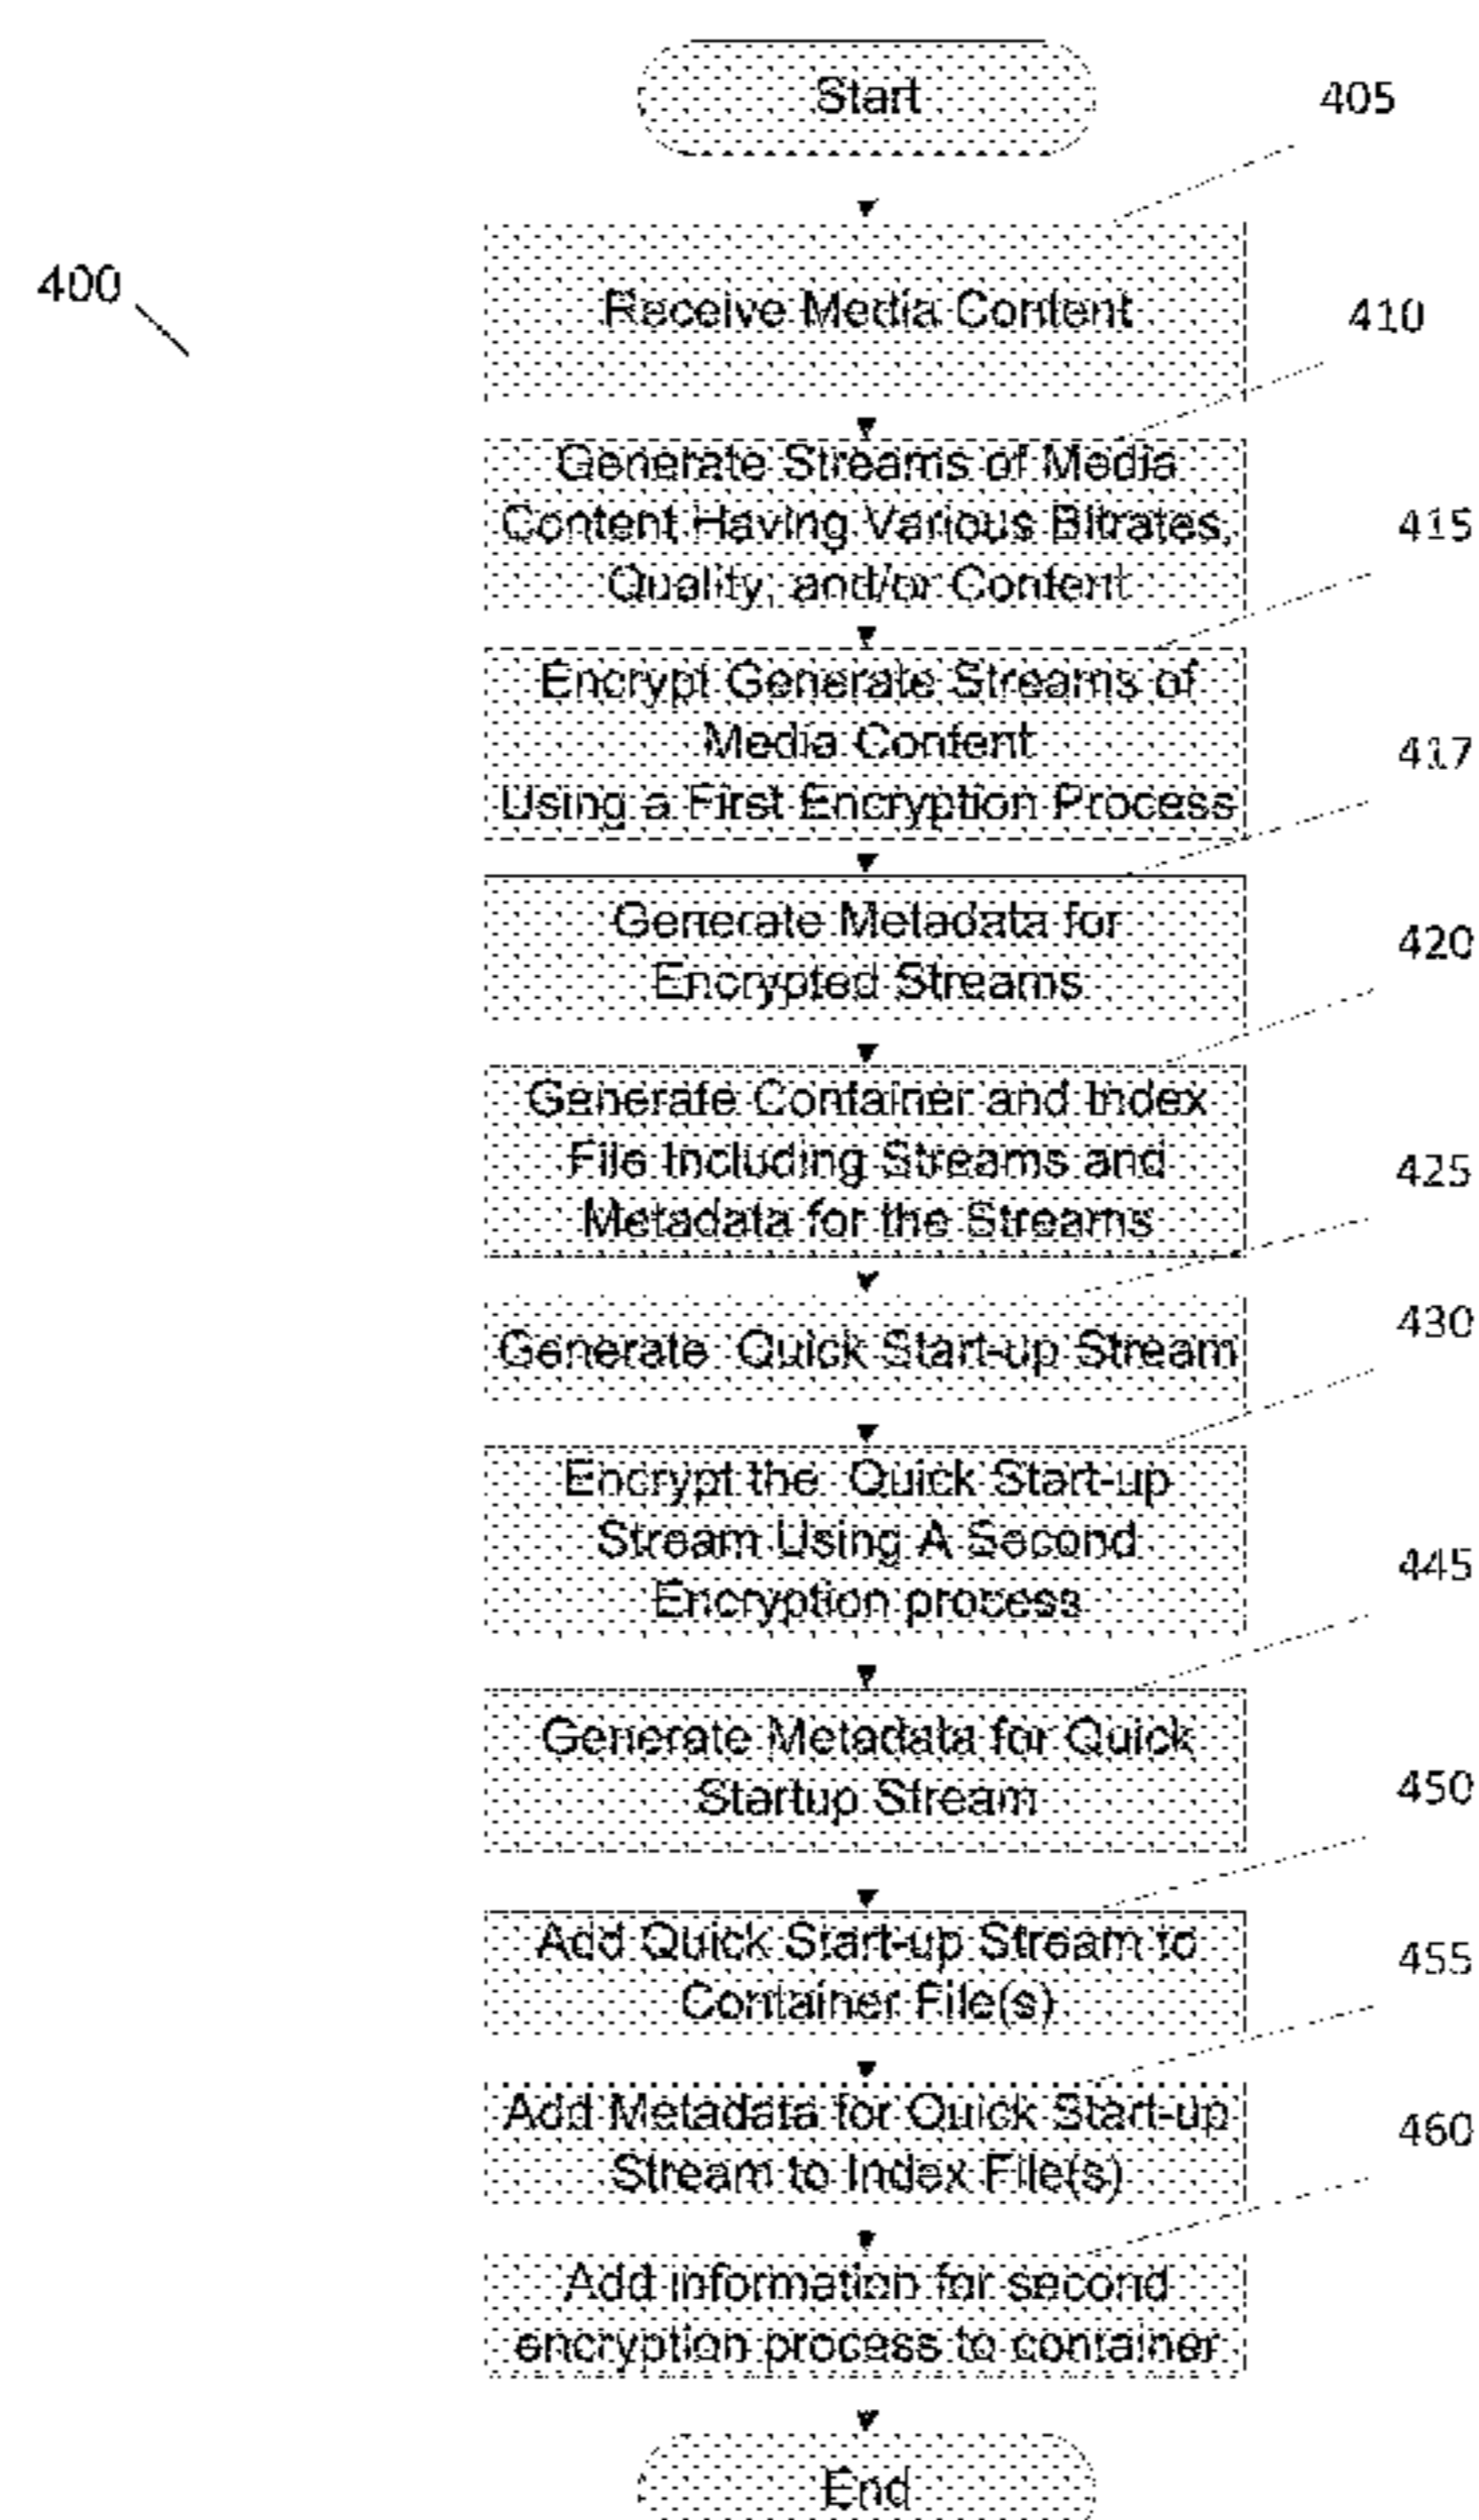 Start
405
400
Receive Media Content
410
Generate Streams of Media
Content Having Various Bitrates,
Quality, and/or Content
415
Encrypt Generate Streams of
Media Content
Using a First Encryption Process
417
Generate Metadata for
Encrypted Streams
420
Generate Container and Index
File Including Streams and
Metadata for the Streams
425
Generate Quick Start-up Stream
430
Encrypt the Quick Start-up
Stream Using A Second
Encryption process
445
Generate Metadata for Quick
Startup Stream
450
Add Quick Start-up Stream to
Container File(s)
455
Add Metadata for Quick Start-up
Stream to Index File(s)
460
Add information for second
encryption process to container
End